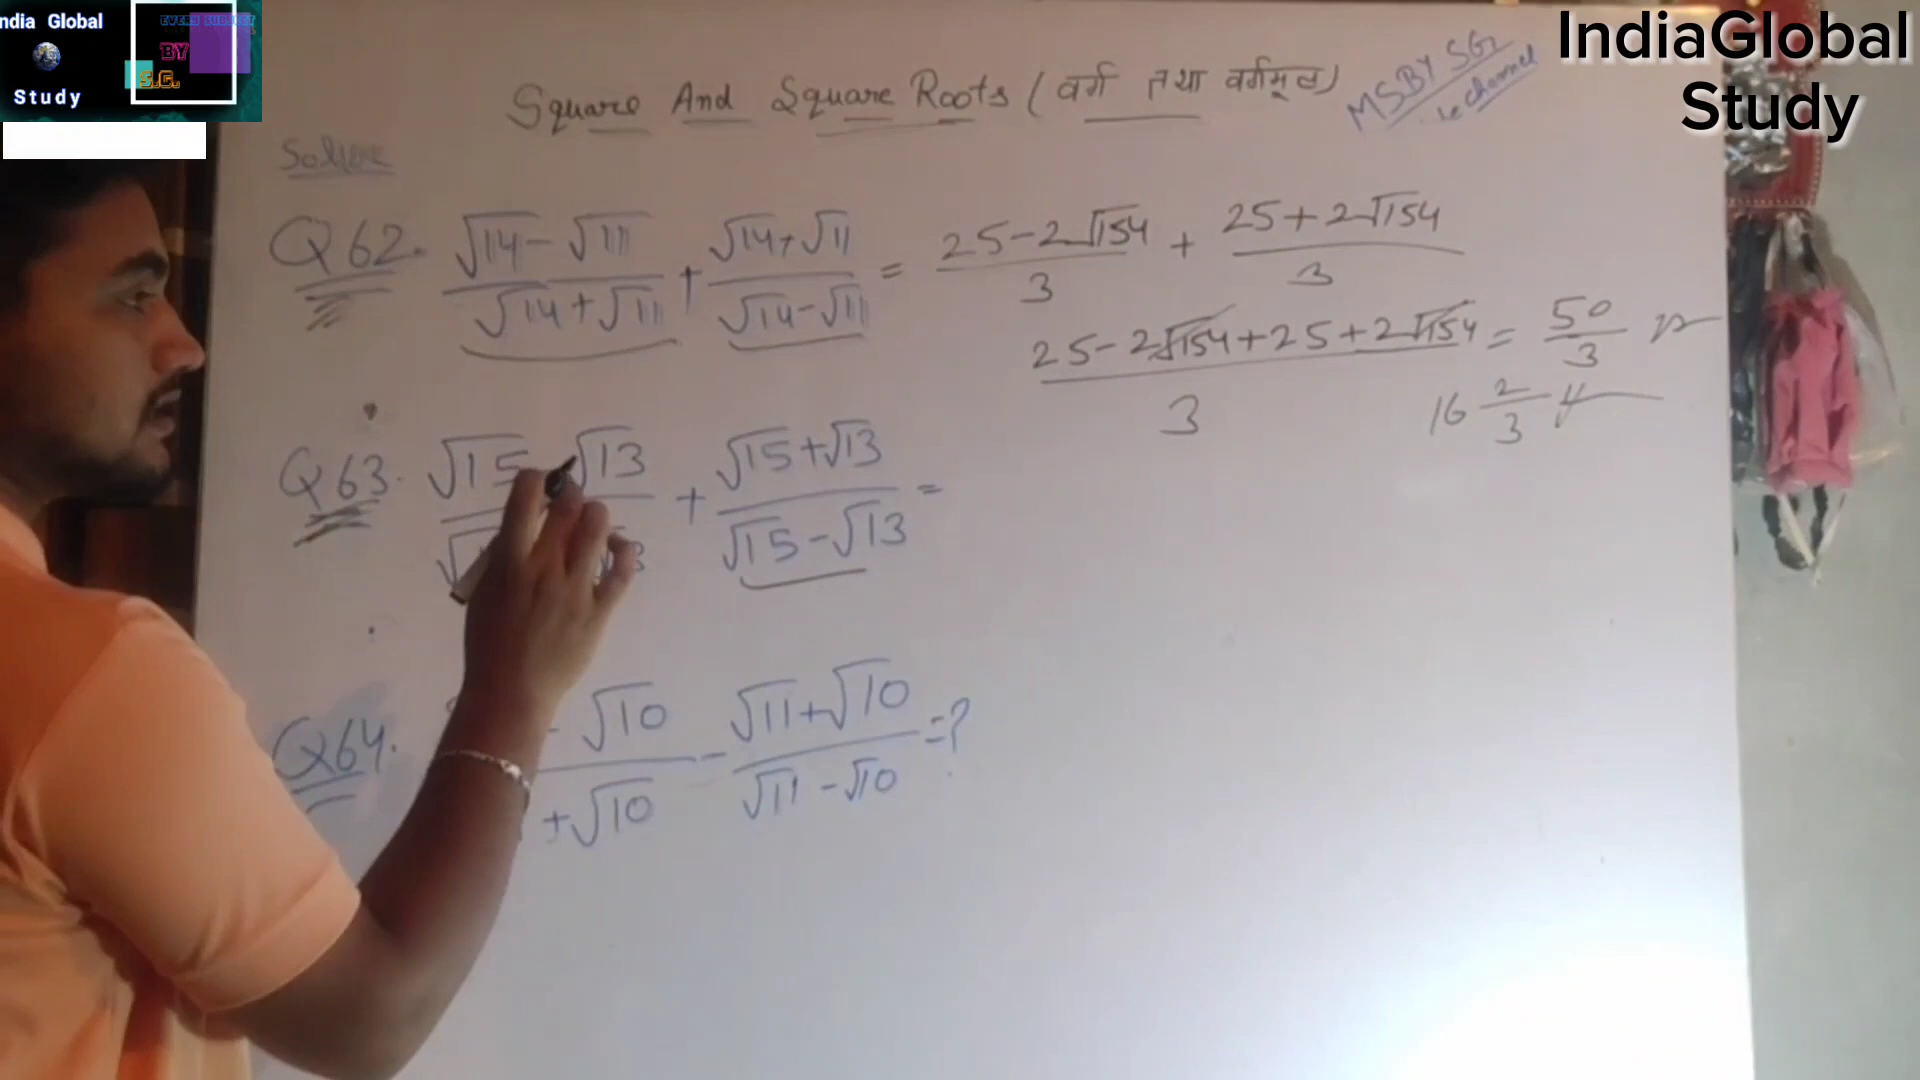 India Global
Study
EVERY SUBJECT
BY
S.G.
IndiaGlobal
Study
Square And Square Roots (वर्ग तथा वर्गमूल)
MSBY SG
channel
Solve
Q62. (√14-√11)/(√14+√11) + (√14+√11)/(√14-√11) = (25-2√154)/3 + (25+2√154)/3
(25-2√154+25+2√154)/3 = 50/3
16 2/3
Q63. √15 √13 + (√15+√13)/(√15-√13) =
Q64. - √10 / +√10 - (√11+√10)/(√11-√10) =?